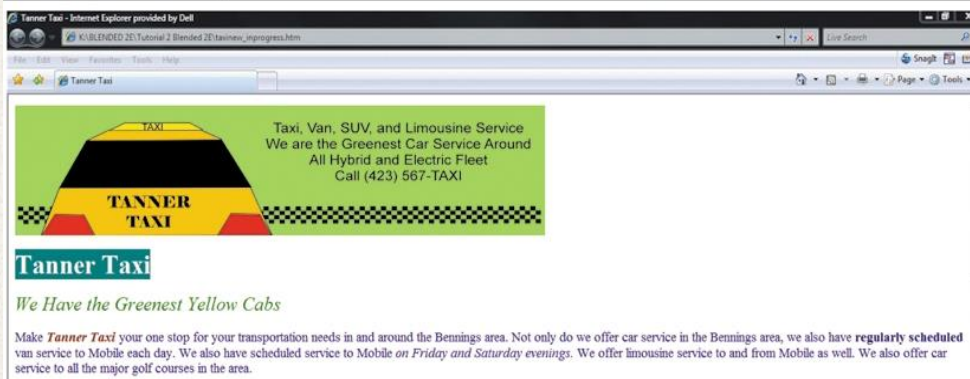 Tanner Taxi - Internet Explorer provided by Dell
K:\BLENDED 2E\Tutorial 2 Blended 2E\taxinew_inprogress.htm
Live Search
File Edit View Favorites Tools Help
SnagIt
Tanner Taxi
Page Tools
TAXI
TANNER
TAXI
Taxi, Van, SUV, and Limousine Service
We are the Greenest Car Service Around
All Hybrid and Electric Fleet
Call (423) 567-TAXI
Tanner Taxi
We Have the Greenest Yellow Cabs
Make Tanner Taxi your one stop for your transportation needs in and around the Bennings area. Not only do we offer car service in the Bennings area, we also have regularly scheduled
van service to Mobile each day. We also have scheduled service to Mobile on Friday and Saturday evenings. We offer limousine service to and from Mobile as well. We also offer car
service to all the major golf courses in the area.